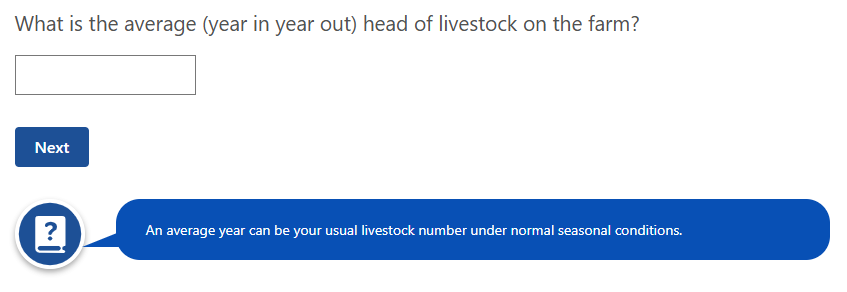 What is the average (year in year out) head of livestock on the farm?
Next
?
An average year can be your usual livestock number under normal seasonal conditions.